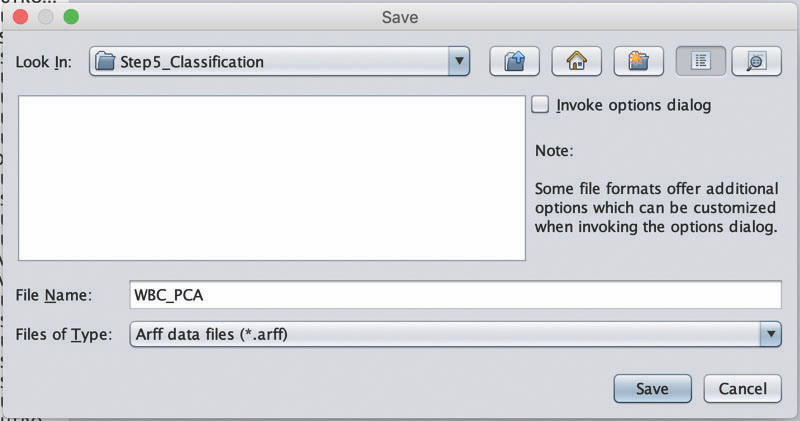 Save
Look In: Step5_Classification
Invoke options dialog
Note:
Some file formats offer additional
options which can be customized
when invoking the options dialog.
File Name: WBC_PCA
Files of Type: Arff data files (*.arff)
Save Cancel